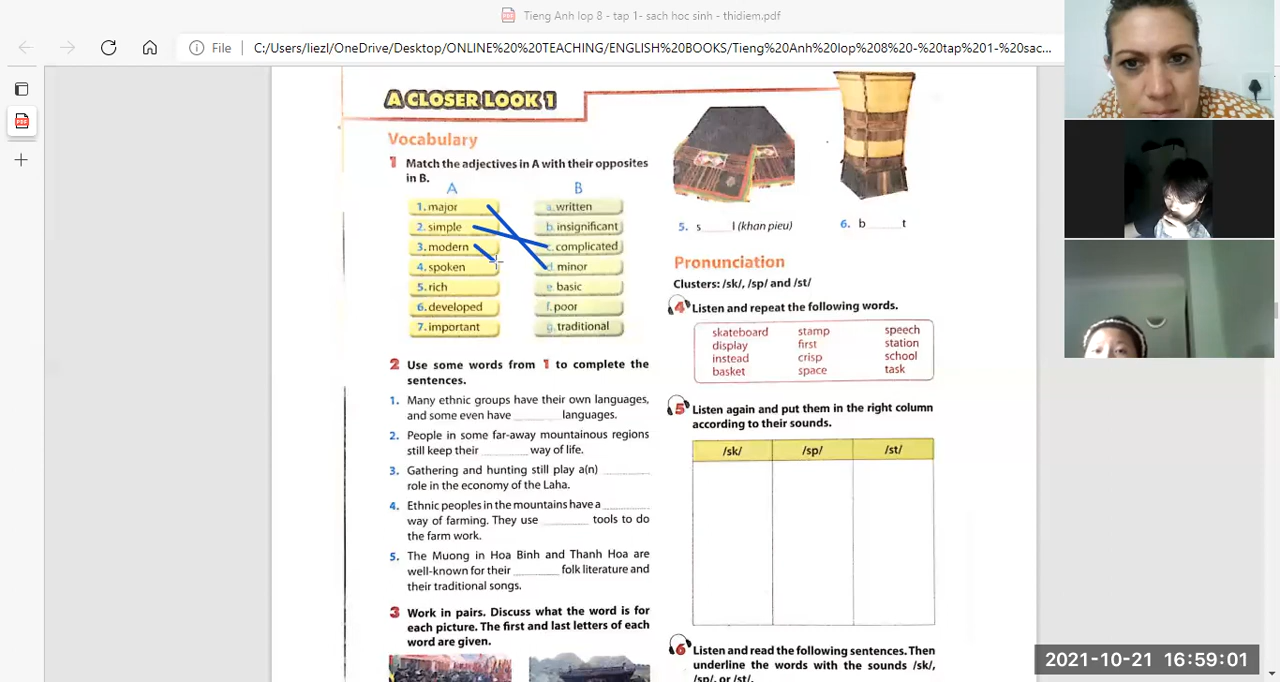 Tieng Anh lop 8 - tap 1- sach hoc sinh - thidiem.pdf
File
C:/Users/liezl/OneDrive/Desktop/ONLINE%20%20TEACHING/ENGLISH%20BOOKS/Tieng%20Anh%20lop%208%20-%20tap%201-%20sac...
A CLOSER LOOK 1
Vocabulary
1 Match the adjectives in A with their opposites
in B.
A B
1. major a. written
2. simple b. insignificant
3. modern c. complicated
4. spoken d. minor
5. rich e. basic
6. developed f. poor
7. important g. traditional
2 Use some words from 1 to complete the
sentences.
1. Many ethnic groups have their own languages,
and some even have ______ languages.
2. People in some far-away mountainous regions
still keep their ______ way of life.
3. Gathering and hunting still play a(n) ______
role in the economy of the Laha.
4. Ethnic peoples in the mountains have a ______
way of farming. They use ______ tools to do
the farm work.
5. The Muong in Hoa Binh and Thanh Hoa are
well-known for their ______ folk literature and
their traditional songs.
3 Work in pairs. Discuss what the word is for
each picture. The first and last letters of each
word are given.
5. s_____l (khan pieu)
6. b_____t
Pronunciation
Clusters: /sk/, /sp/ and /st/
4 Listen and repeat the following words.
skateboard stamp speech
display first station
instead crisp school
basket space task
5 Listen again and put them in the right column
according to their sounds.
/sk/ /sp/ /st/
6 Listen and read the following sentences. Then
underline the words with the sounds /sk/,
/sp/, or /st/.
2021-10-21 16:59:01